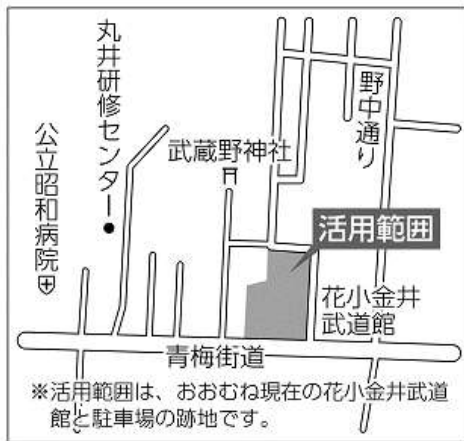 丸井研修センター
公立昭和病院
武蔵野神社
野中通り
活用範囲
花小金井
武道館
青梅街道
※活用範囲は、おおむね現在の花小金井武道
館と駐車場の跡地です。